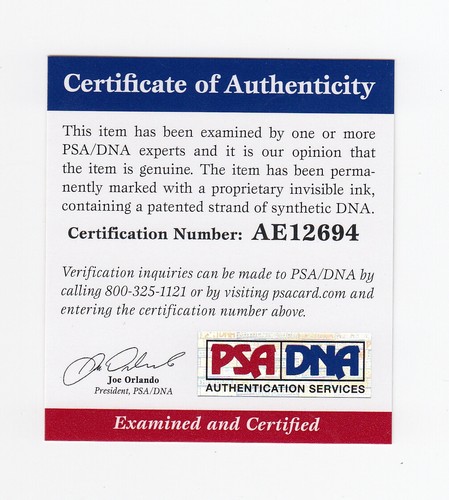 Certificate of Authenticity
This item has been examined by one or more
PSA/DNA experts and it is our opinion that
the item is genuine. The item has been perma-
nently marked with a proprietary invisible ink,
containing a patented strand of synthetic DNA.
Certification Number: AE12694
Verification inquiries can be made to PSA/DNA by
calling 800-325-1121 or by visiting psacard.com and
entering the certification number above.
Joe Orlando
President, PSA/DNA
PSA DNA
AUTHENTICATION SERVICES
Examined and Certified